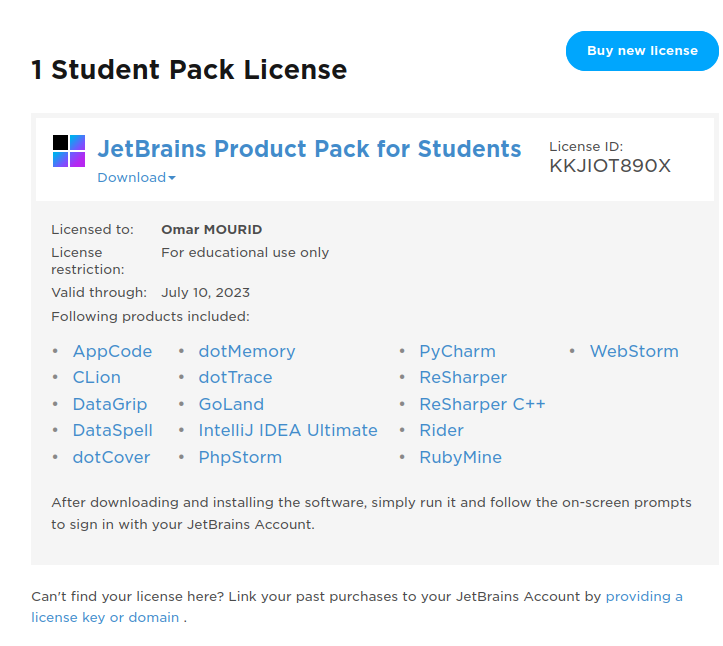 Buy new license
1 Student Pack License
JetBrains Product Pack for Students
Download
License ID:
KKJIOT890X
Licensed to: Omar MOURID
License restriction: For educational use only
Valid through: July 10, 2023
Following products included:
• AppCode
• CLion
• DataGrip
• DataSpell
• dotCover
• dotMemory
• dotTrace
• GoLand
• IntelliJ IDEA Ultimate
• PhpStorm
• PyCharm
• ReSharper
• ReSharper C++
• Rider
• RubyMine
• WebStorm
After downloading and installing the software, simply run it and follow the on-screen prompts
to sign in with your JetBrains Account.
Can't find your license here? Link your past purchases to your JetBrains Account by providing a
license key or domain .